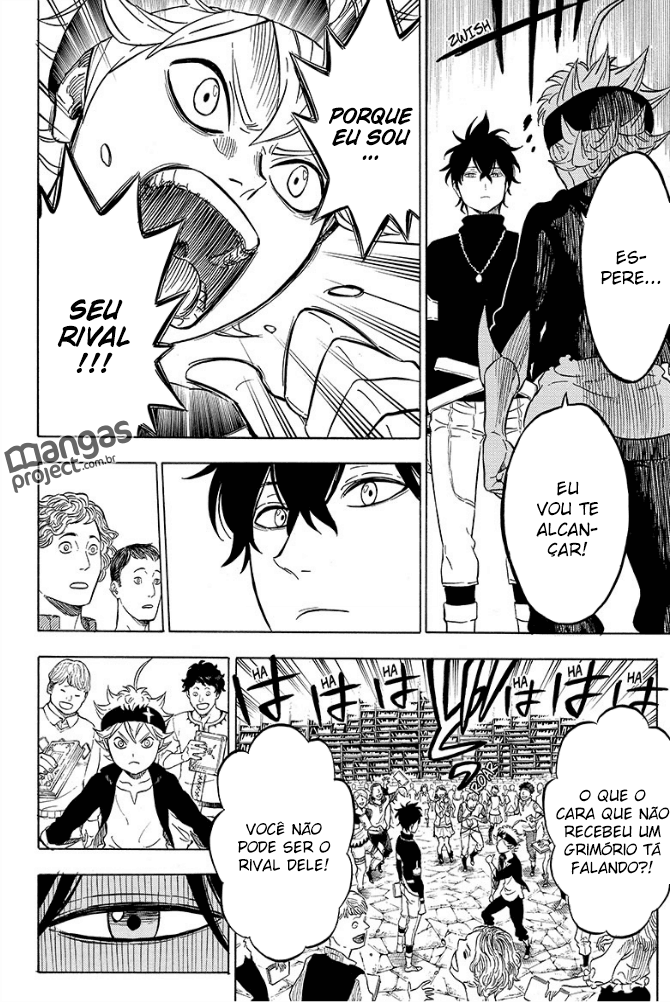 ZWISH
ES-
PERE...
EU
VOU TE
ALCAN-
ÇAR!
PORQUE
EU SOU
...
SEU
RIVAL
!!!
mangas
project.com.br
HA
は
HA
は
HA
は
HA
は
HA
は
HA
は
O QUE O
CARA QUE NÃO
RECEBEU UM
GRIMÓRIO TÁ
FALANDO?!
VOCÊ NÃO
PODE SER O
RIVAL DELE!